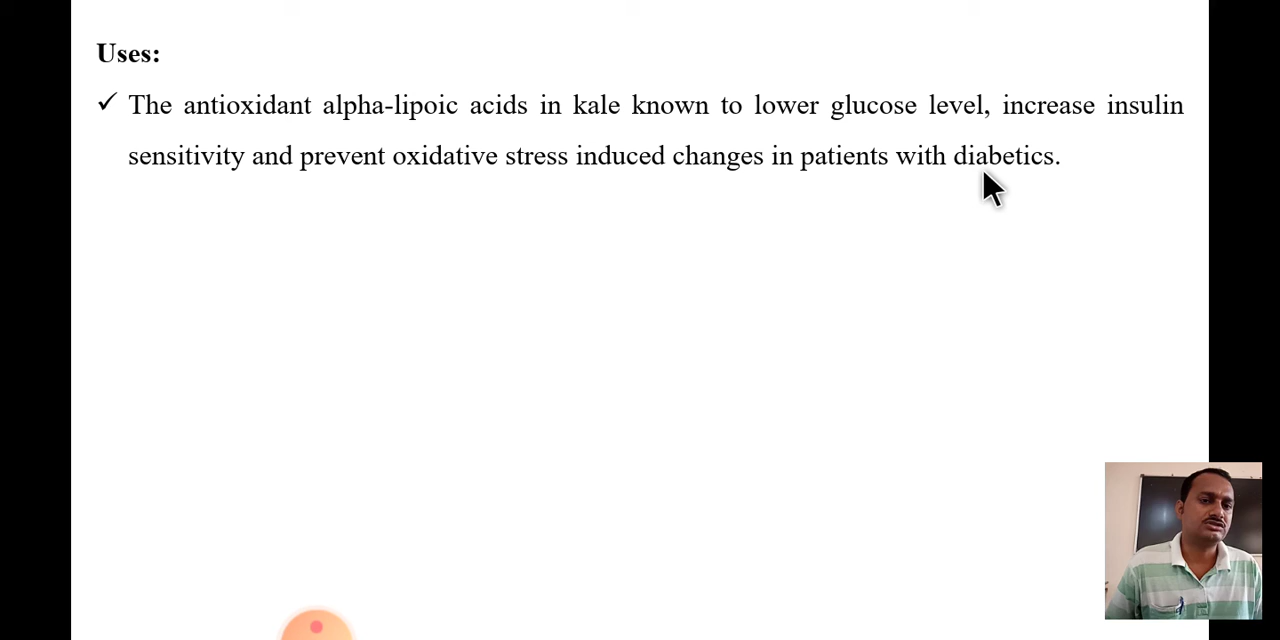 Uses:
✓ The antioxidant alpha-lipoic acids in kale known to lower glucose level, increase insulin
sensitivity and prevent oxidative stress induced changes in patients with diabetics.